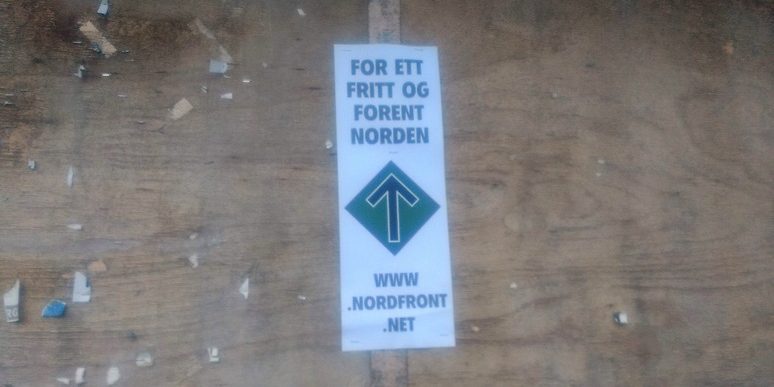 FOR ETT
FRITT OG
FORENT
NORDEN
WWW
.NORDFRONT
.NET